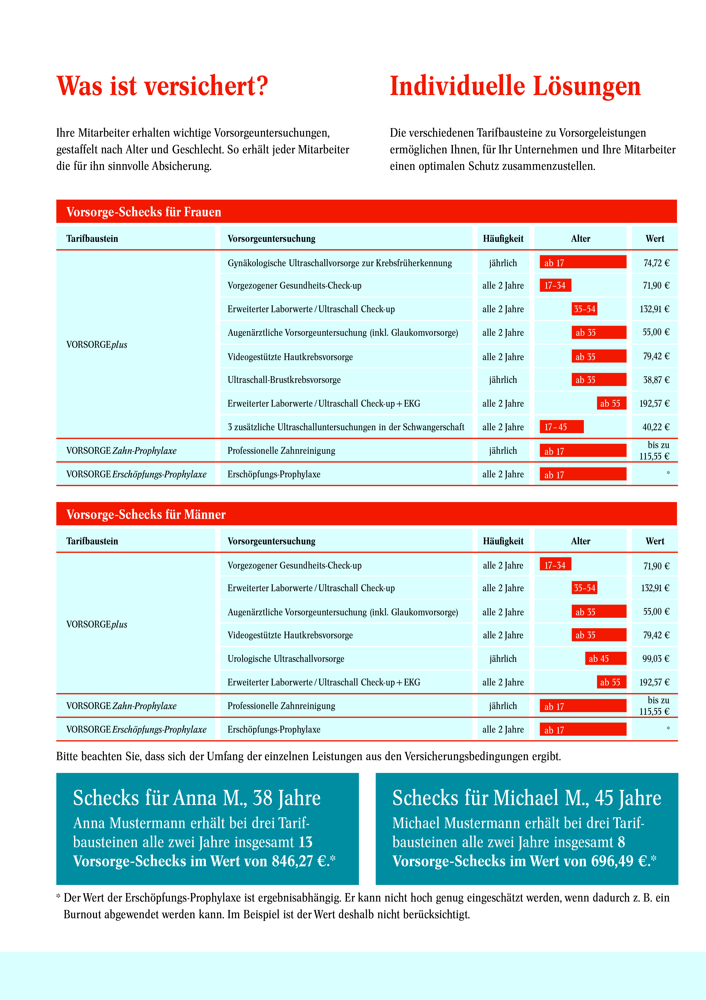 Was ist versichert?
Ihre Mitarbeiter erhalten wichtige Vorsorgeuntersuchungen,
gestaffelt nach Alter und Geschlecht. So erhält jeder Mitarbeiter
die für ihn sinnvolle Absicherung.
Individuelle Lösungen
Die verschiedenen Tarifbausteine zu Vorsorgeleistungen
ermöglichen Ihnen, für Ihr Unternehmen und Ihre Mitarbeiter
einen optimalen Schutz zusammenzustellen.
Vorsorge-Schecks für Frauen
Tarifbaustein Vorsorgeuntersuchung Häufigkeit Alter Wert
VORSORGEplus
Gynäkologische Ultraschallvorsorge zur Krebsfrüherkennung jährlich ab 17 74,72 €
Vorgezogener Gesundheits-Check-up alle 2 Jahre 17–34 71,90 €
Erweiterter Laborwerte / Ultraschall Check-up alle 2 Jahre 35–54 132,91 €
Augenärztliche Vorsorgeuntersuchung (inkl. Glaukomvorsorge) alle 2 Jahre ab 35 55,00 €
Videogestützte Hautkrebsvorsorge alle 2 Jahre ab 35 79,42 €
Ultraschall-Brustkrebsvorsorge jährlich ab 35 38,87 €
Erweiterter Laborwerte / Ultraschall Check-up + EKG alle 2 Jahre ab 55 192,57 €
3 zusätzliche Ultraschalluntersuchungen in der Schwangerschaft alle 2 Jahre 17 – 45 40,22 €
VORSORGE Zahn-Prophylaxe Professionelle Zahnreinigung jährlich ab 17 bis zu
115,55 €
VORSORGE Erschöpfungs-Prophylaxe Erschöpfungs-Prophylaxe alle 2 Jahre ab 17 *
Vorsorge-Schecks für Männer
Tarifbaustein Vorsorgeuntersuchung Häufigkeit Alter Wert
VORSORGEplus
Vorgezogener Gesundheits-Check-up alle 2 Jahre 17–34 71,90 €
Erweiterter Laborwerte / Ultraschall Check-up alle 2 Jahre 35–54 132,91 €
Augenärztliche Vorsorgeuntersuchung (inkl. Glaukomvorsorge) alle 2 Jahre ab 35 55,00 €
Videogestützte Hautkrebsvorsorge alle 2 Jahre ab 35 79,42 €
Urologische Ultraschallvorsorge jährlich ab 45 99,03 €
Erweiterter Laborwerte / Ultraschall Check-up + EKG alle 2 Jahre ab 55 192,57 €
VORSORGE Zahn-Prophylaxe Professionelle Zahnreinigung jährlich ab 17 bis zu
115,55 €
VORSORGE Erschöpfungs-Prophylaxe Erschöpfungs-Prophylaxe alle 2 Jahre ab 17 *
Bitte beachten Sie, dass sich der Umfang der einzelnen Leistungen aus den Versicherungsbedingungen ergibt.
Schecks für Anna M., 38 Jahre
Anna Mustermann erhält bei drei Tarif-
bausteinen alle zwei Jahre insgesamt 13
Vorsorge-Schecks im Wert von 846,27 €.*
Schecks für Michael M., 45 Jahre
Michael Mustermann erhält bei drei Tarif-
bausteinen alle zwei Jahre insgesamt 8
Vorsorge-Schecks im Wert von 696,49 €.*
* Der Wert der Erschöpfungs-Prophylaxe ist ergebnisabhängig. Er kann nicht hoch genug eingeschätzt werden, wenn dadurch z. B. ein
Burnout abgewendet werden kann. Im Beispiel ist der Wert deshalb nicht berücksichtigt.